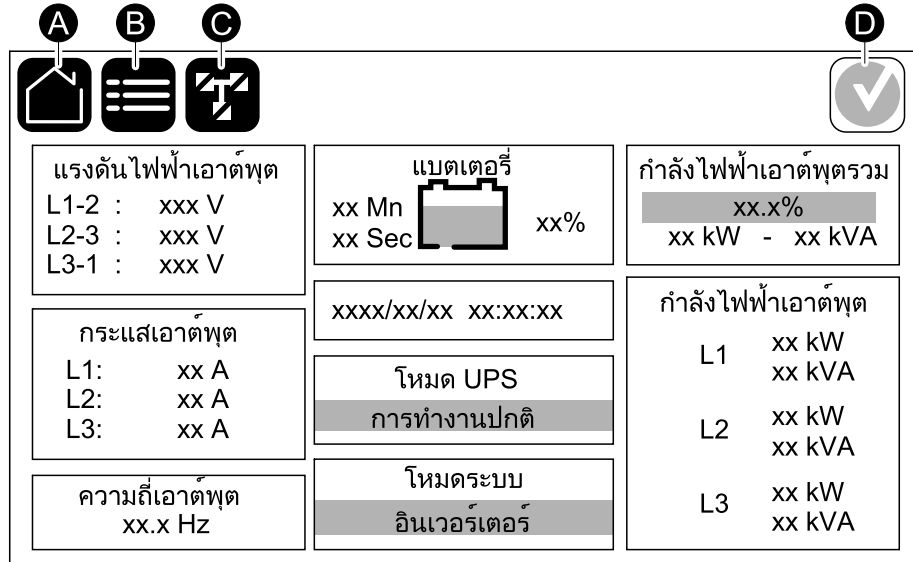 A B C D
แรงดันไฟฟ้าเอาต์พุต
L1-2 : xxx V
L2-3 : xxx V
L3-1 : xxx V
กระแสเอาต์พุต
L1: xx A
L2: xx A
L3: xx A
ความถี่เอาต์พุต
xx.x Hz
แบตเตอรี่
xx Mn
xx Sec
xx%
xxxx/xx/xx xx:xx:xx
โหมด UPS
การทำงานปกติ
โหมดระบบ
อินเวอร์เตอร์
กำลังไฟฟ้าเอาต์พุตรวม
xx.x%
xx kW - xx kVA
กำลังไฟฟ้าเอาต์พุต
L1 xx kW
xx kVA
L2 xx kW
xx kVA
L3 xx kW
xx kVA